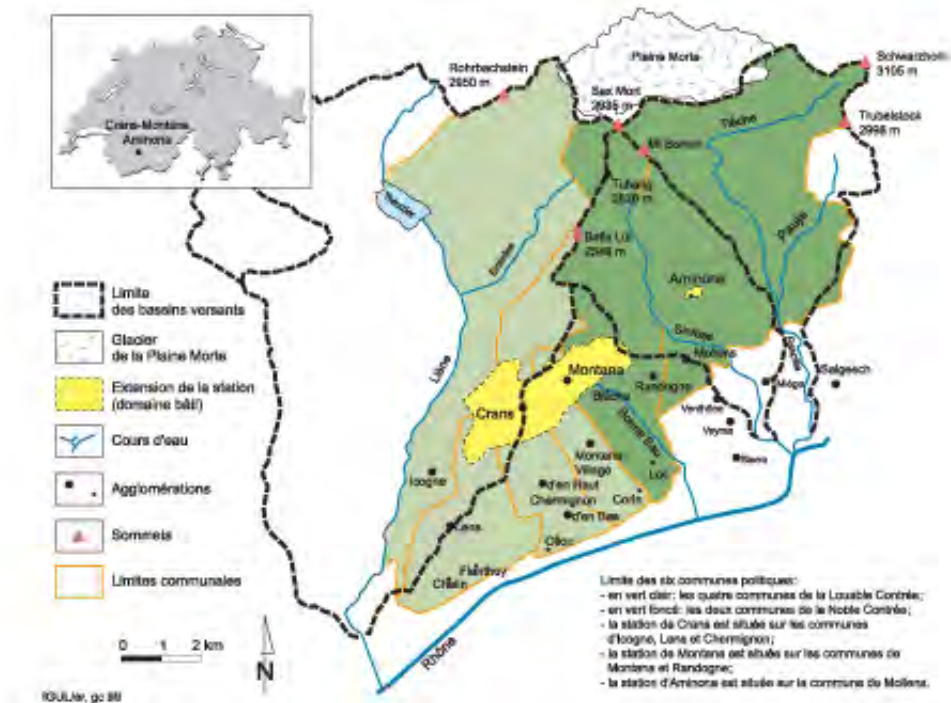 Crans-Montana
Aminona
Plaine Morte
Rohrbachstein
2950 m
Sex Mort
2935 m
Schwarzhorn
3105 m
Trubelstock
2998 m
Mt Bonvin
Tièche
Tubang
2826 m
Bella Lui
2548 m
Ertentse
Pauja
Aminona
Sinièse
Mollens
Liène
Montana
Crans
Bluche
Randogne
Bonne Eau
Venthône
Veyras
Miège
Salgesch
Sierre
Icogne
Montana
Village
Loc
d'en Haut
Chermignon
d'en Bas
Corin
Lens
Ollon
Flanthey
Chelin
Rhône
Limite
des bassins versants
Glacier
de la Plaine Morte
Extension de la station
(domaine bâti)
Cours d'eau
Agglomérations
Sommets
Limites communales
0 1 2 km
N
Limite des six communes politiques:
- en vert clair: les quatre communes de la Louable Contrée;
- en vert foncé: les deux communes de la Noble Contrée;
- la station de Crans est située sur les communes
d'Icogne, Lens et Chermignon;
- la station de Montana est située sur les communes de
Montana et Randogne;
- la station d'Aminona est située sur la commune de Mollens.